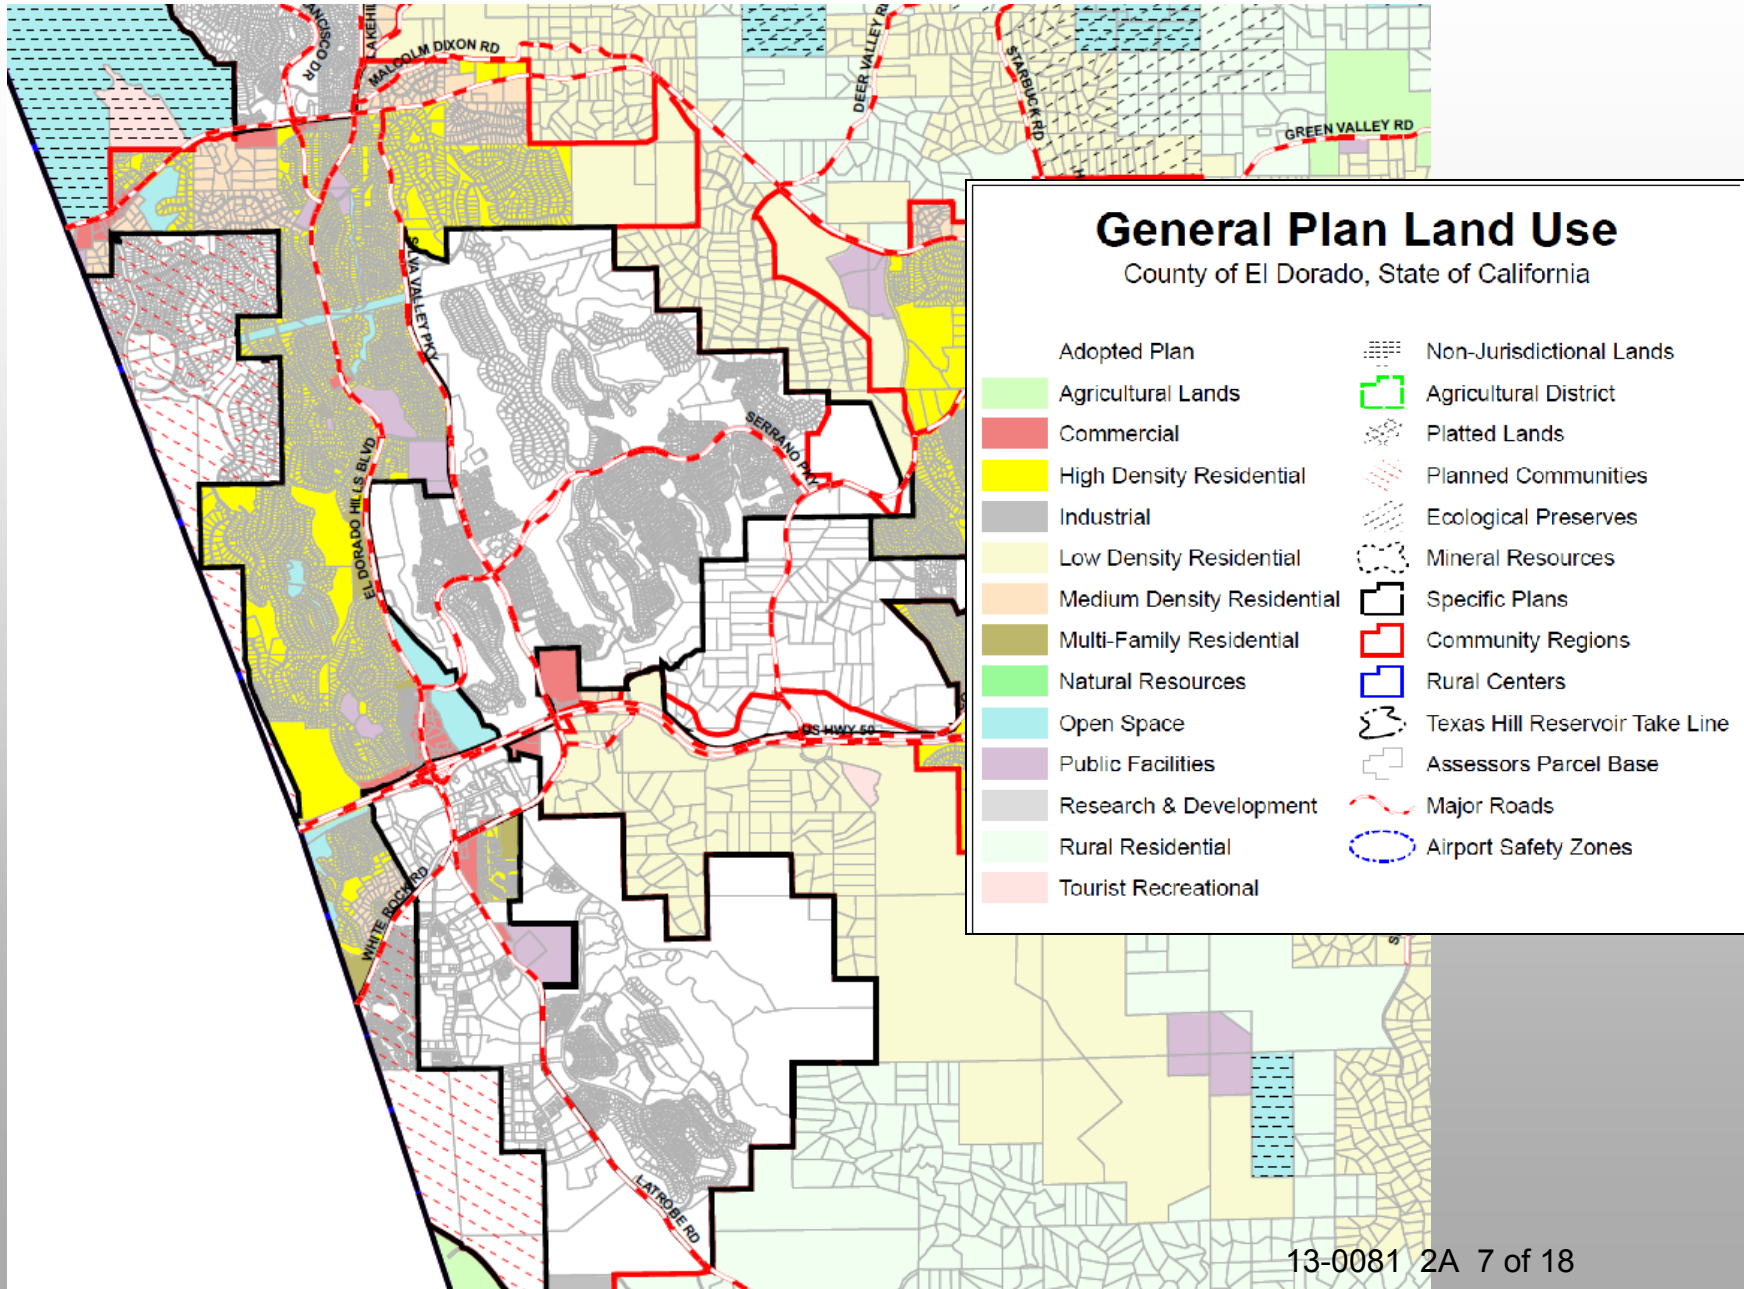 LAKEHI
MALCOLM DIXON RD
DEER VALLEY RD
STARBUCK RD
GREEN VALLEY RD
SILVA VALLEY PKY
SERRANO PKY
EL DORADO HILLS BLVD
US HWY 50
WHITE ROCK RD
LATROBE RD
General Plan Land Use
County of El Dorado, State of California
Adopted Plan
Agricultural Lands
Commercial
High Density Residential
Industrial
Low Density Residential
Medium Density Residential
Multi-Family Residential
Natural Resources
Open Space
Public Facilities
Research & Development
Rural Residential
Tourist Recreational
Non-Jurisdictional Lands
Agricultural District
Platted Lands
Planned Communities
Ecological Preserves
Mineral Resources
Specific Plans
Community Regions
Rural Centers
Texas Hill Reservoir Take Line
Assessors Parcel Base
Major Roads
Airport Safety Zones
13-0081 2A 7 of 18